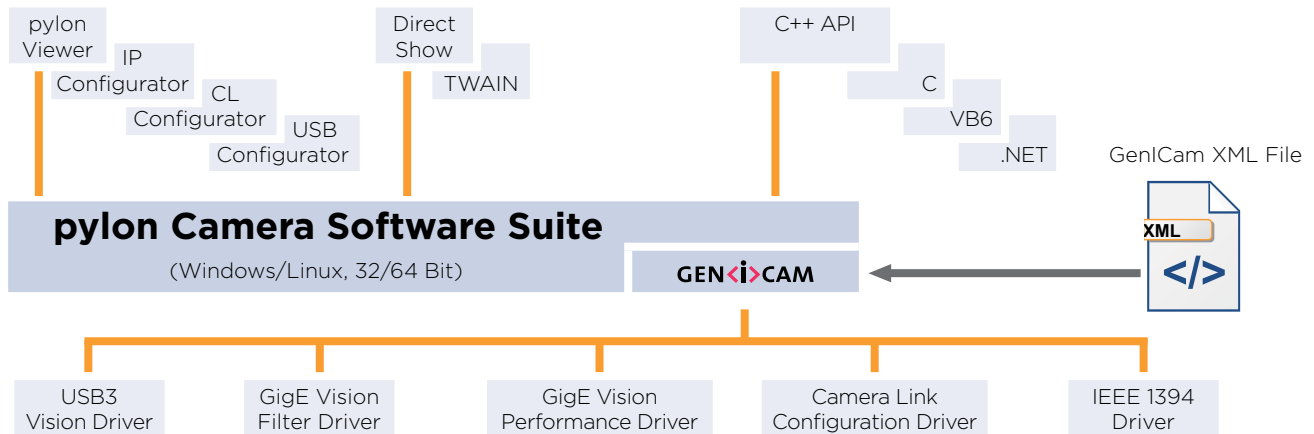 pylon
Viewer
IP
Configurator
CL
Configurator
USB
Configurator
Direct
Show
TWAIN
C++ API
C
VB6
.NET
GenICam XML File
XML
</>
pylon Camera Software Suite
(Windows/Linux, 32/64 Bit)
GEN<i>CAM
USB3
Vision Driver
GigE Vision
Filter Driver
GigE Vision
Performance Driver
Camera Link
Configuration Driver
IEEE 1394
Driver